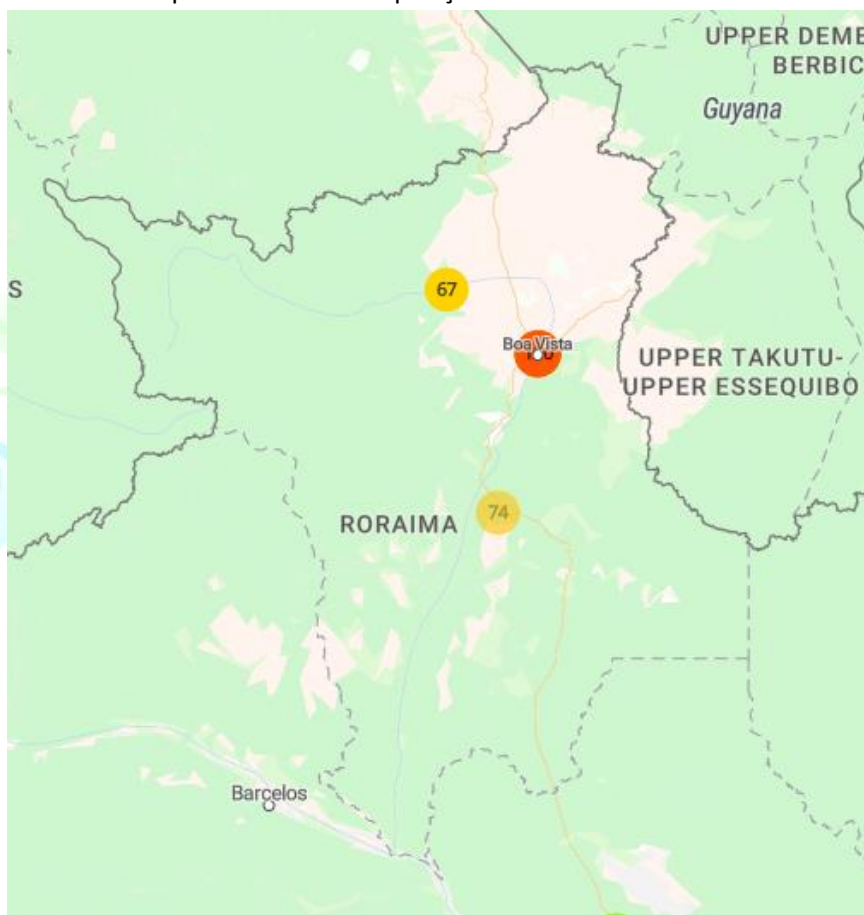 UPPER DEME
BERBIC
Guyana
S
67
Boa Vista
UPPER TAKUTU-
UPPER ESSEQUIBO
74
RORAIMA
Barcelos